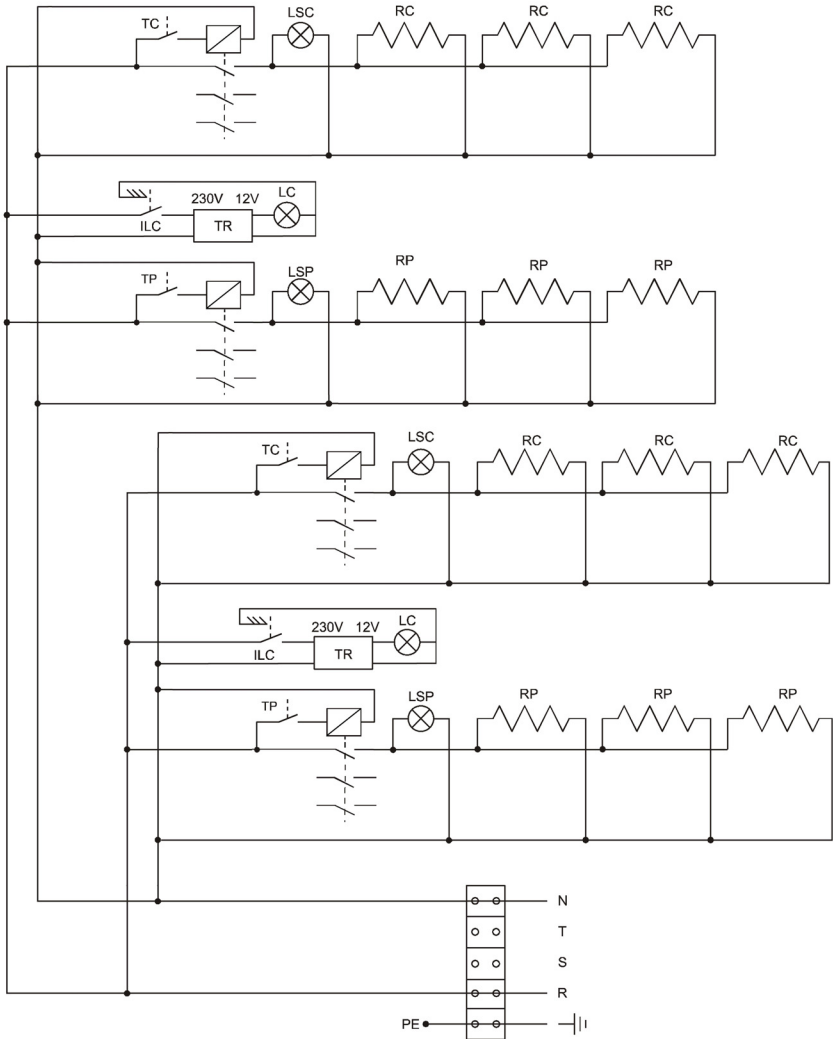 TC LSC RC RC RC
230V 12V LC
ILC TR
TP LSP RP RP RP
TC LSC RC RC RC
230V 12V LC
ILC TR
TP LSP RP RP RP
N
T
S
R
PE